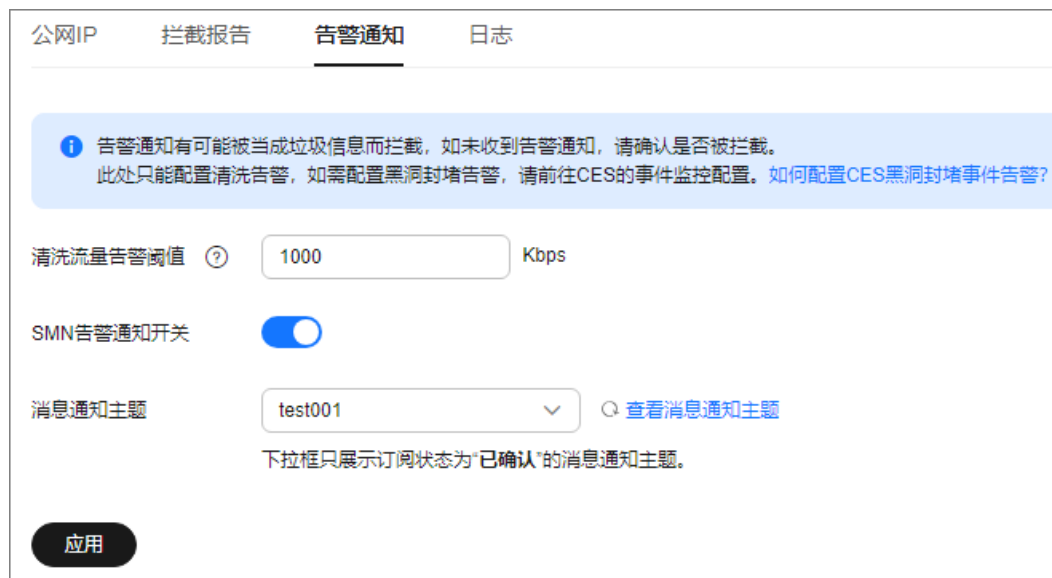 公网IP 拦截报告 告警通知 日志
告警通知有可能被当成垃圾信息而拦截，如未收到告警通知，请确认是否被拦截。
此处只能配置清洗告警，如需配置黑洞封堵告警，请前往CES的事件监控配置。如何配置CES黑洞封堵事件告警?
清洗流量告警阈值 ? 1000 Kbps
SMN告警通知开关
消息通知主题 test001 查看消息通知主题
下拉框只展示订阅状态为“已确认”的消息通知主题。
应用